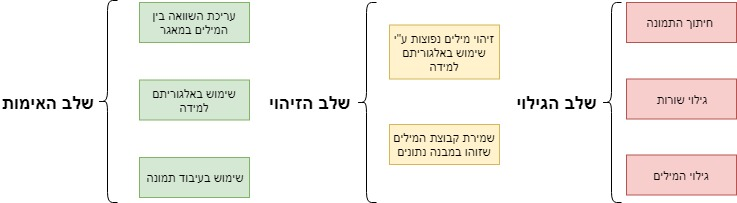 שלב הגילוי
חיתוך התמונה
גילוי שורות
גילוי המילים
שלב הזיהוי
זיהוי מילים נפוצות ע"י
שימוש באלגוריתם
למידה
שמירת קבוצת המילים
שזוהו במבנה נתונים
שלב האימות
עריכת השוואה בין
המילים במאגר
שימוש באלגוריתם
למידה
שימוש בעיבוד תמונה